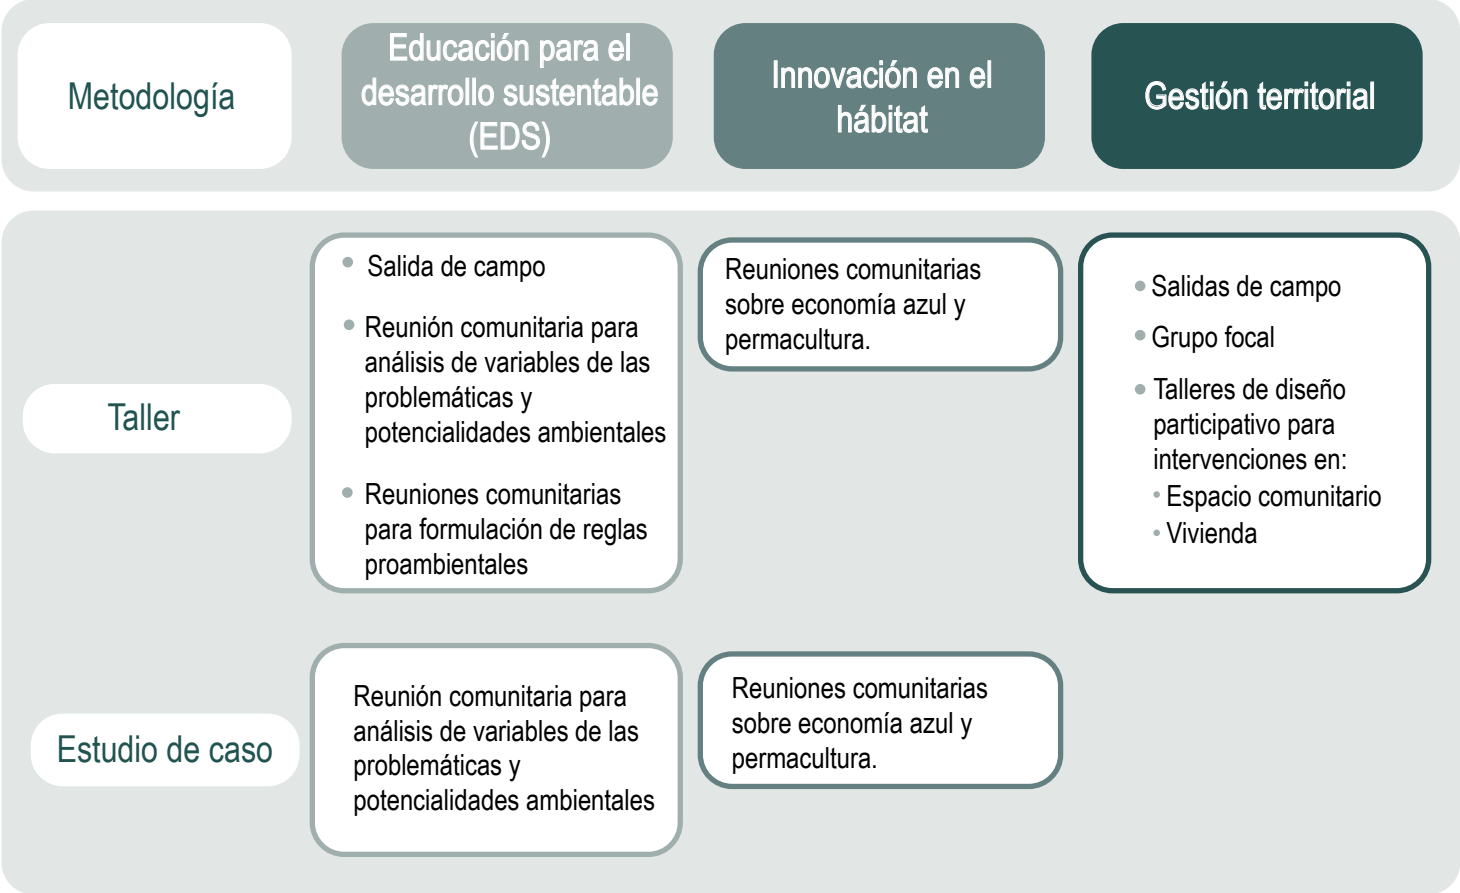 Metodología
Educación para el
desarrollo sustentable
(EDS)
Innovación en el
hábitat
Gestión territorial
Taller
• Salida de campo
• Reunión comunitaria para
análisis de variables de las
problemáticas y
potencialidades ambientales
• Reuniones comunitarias
para formulación de reglas
proambientales
Reuniones comunitarias
sobre economía azul y
permacultura.
• Salidas de campo
• Grupo focal
• Talleres de diseño
participativo para
intervenciones en:
• Espacio comunitario
• Vivienda
Estudio de caso
Reunión comunitaria para
análisis de variables de las
problemáticas y
potencialidades ambientales
Reuniones comunitarias
sobre economía azul y
permacultura.